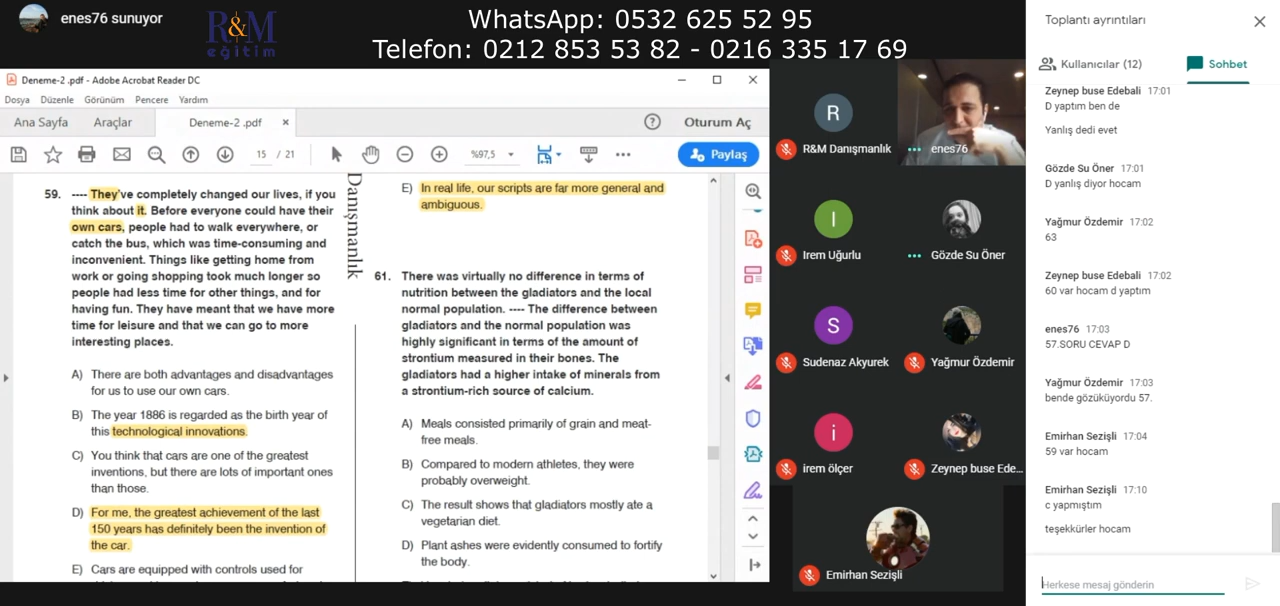 enes76 sunuyor
R&M
eğitim
WhatsApp: 0532 625 52 95
Telefon: 0212 853 53 82 - 0216 335 17 69
Deneme-2 .pdf - Adobe Acrobat Reader DC
Dosya Düzenle Görünüm Pencere Yardım
Ana Sayfa Araçlar Deneme-2 .pdf × Oturum Aç
15 / 21 %97,5 Paylaş
Danışmanlık
59. ---- They've completely changed our lives, if you
think about it. Before everyone could have their
own cars, people had to walk everywhere, or
catch the bus, which was time-consuming and
inconvenient. Things like getting home from
work or going shopping took much longer so
people had less time for other things, and for
having fun. They have meant that we have more
time for leisure and that we can go to more
interesting places.
A) There are both advantages and disadvantages
for us to use our own cars.
B) The year 1886 is regarded as the birth year of
this technological innovations.
C) You think that cars are one of the greatest
inventions, but there are lots of important ones
than those.
D) For me, the greatest achievement of the last
150 years has definitely been the invention of
the car.
E) Cars are equipped with controls used for
E) In real life, our scripts are far more general and
ambiguous.
61. There was virtually no difference in terms of
nutrition between the gladiators and the local
normal population. ---- The difference between
gladiators and the normal population was
highly significant in terms of the amount of
strontium measured in their bones. The
gladiators had a higher intake of minerals from
a strontium-rich source of calcium.
A) Meals consisted primarily of grain and meat-
free meals.
B) Compared to modern athletes, they were
probably overweight.
C) The result shows that gladiators mostly ate a
vegetarian diet.
D) Plant ashes were evidently consumed to fortify
the body.
R
R&M Danışmanlık
enes76
I
Irem Uğurlu
Gözde Su Öner
S
Sudenaz Akyurek
Yağmur Özdemir
i
irem ölçer
Zeynep buse Ede...
Emirhan Sezişli
Toplantı ayrıntıları
Kullanıcılar (12) Sohbet
Zeynep buse Edebali 17:01
D yaptım ben de
Yanlış dedi evet
Gözde Su Öner 17:01
D yanlış diyor hocam
Yağmur Özdemir 17:02
63
Zeynep buse Edebali 17:02
60 var hocam d yaptım
enes76 17:03
57.SORU CEVAP D
Yağmur Özdemir 17:03
bende gözüküyordu 57.
Emirhan Sezişli 17:04
59 var hocam
Emirhan Sezişli 17:10
c yapmıştım
teşekkürler hocam
Herkese mesaj gönderin